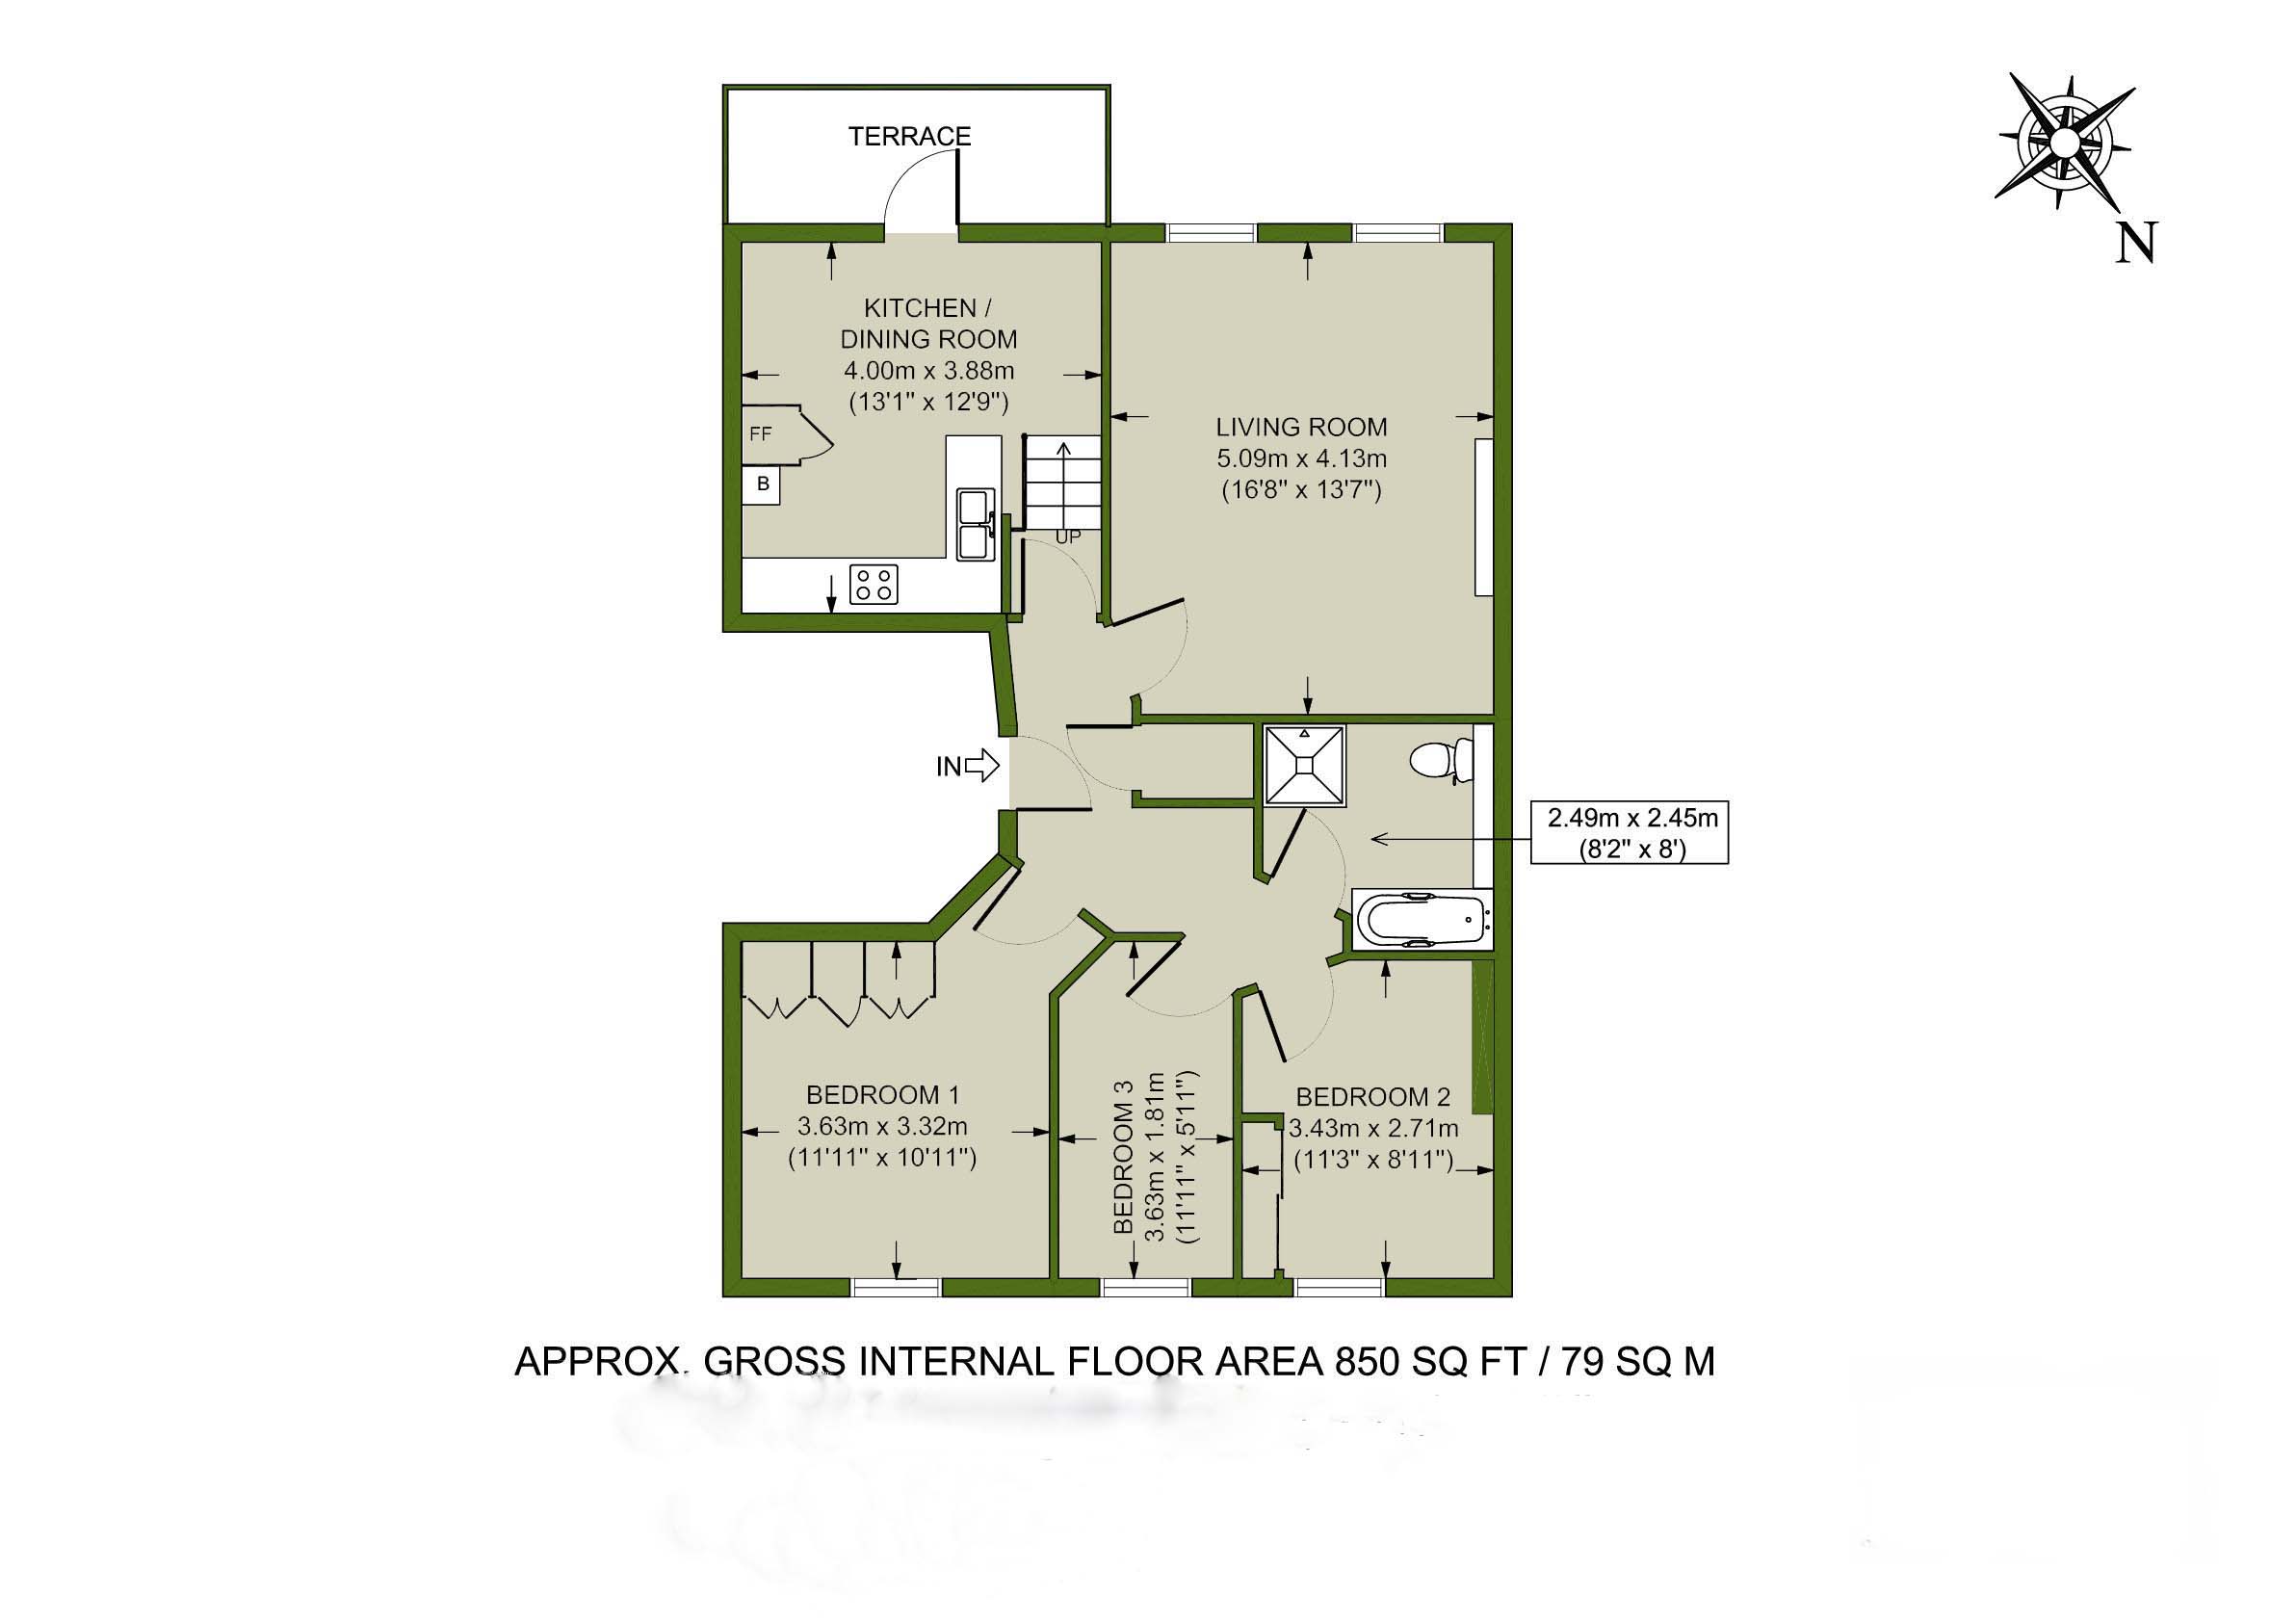 TERRACE
N
KITCHEN /
DINING ROOM
4.00m x 3.88m
(13'1" x 12'9")
FF
B
UP
LIVING ROOM
5.09m x 4.13m
(16'8" x 13'7")
IN
2.49m x 2.45m
(8'2" x 8')
BEDROOM 1
3.63m x 3.32m
(11'11" x 10'11")
BEDROOM 3
3.63m x 1.81m
(11'11" x 5'11")
BEDROOM 2
3.43m x 2.71m
(11'3" x 8'11")
APPROX. GROSS INTERNAL FLOOR AREA 850 SQ FT / 79 SQ M